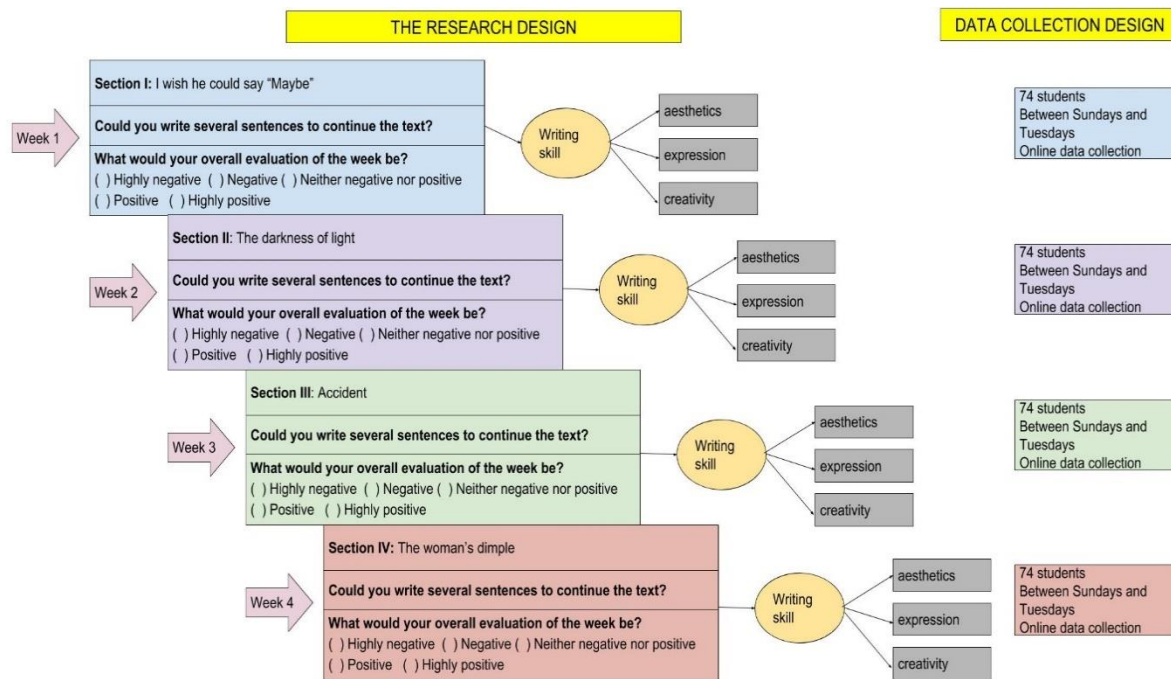 THE RESEARCH DESIGN
DATA COLLECTION DESIGN
Week 1
Section I: I wish he could say “Maybe”
Could you write several sentences to continue the text?
What would your overall evaluation of the week be?
( ) Highly negative ( ) Negative ( ) Neither negative nor positive
( ) Positive ( ) Highly positive
Writing
skill
aesthetics
expression
creativity
74 students
Between Sundays and
Tuesdays
Online data collection
Week 2
Section II: The darkness of light
Could you write several sentences to continue the text?
What would your overall evaluation of the week be?
( ) Highly negative ( ) Negative ( ) Neither negative nor positive
( ) Positive ( ) Highly positive
Writing
skill
aesthetics
expression
creativity
74 students
Between Sundays and
Tuesdays
Online data collection
Week 3
Section III: Accident
Could you write several sentences to continue the text?
What would your overall evaluation of the week be?
( ) Highly negative ( ) Negative ( ) Neither negative nor positive
( ) Positive ( ) Highly positive
Writing
skill
aesthetics
expression
creativity
74 students
Between Sundays and
Tuesdays
Online data collection
Week 4
Section IV: The woman’s dimple
Could you write several sentences to continue the text?
What would your overall evaluation of the week be?
( ) Highly negative ( ) Negative ( ) Neither negative nor positive
( ) Positive ( ) Highly positive
Writing
skill
aesthetics
expression
creativity
74 students
Between Sundays and
Tuesdays
Online data collection